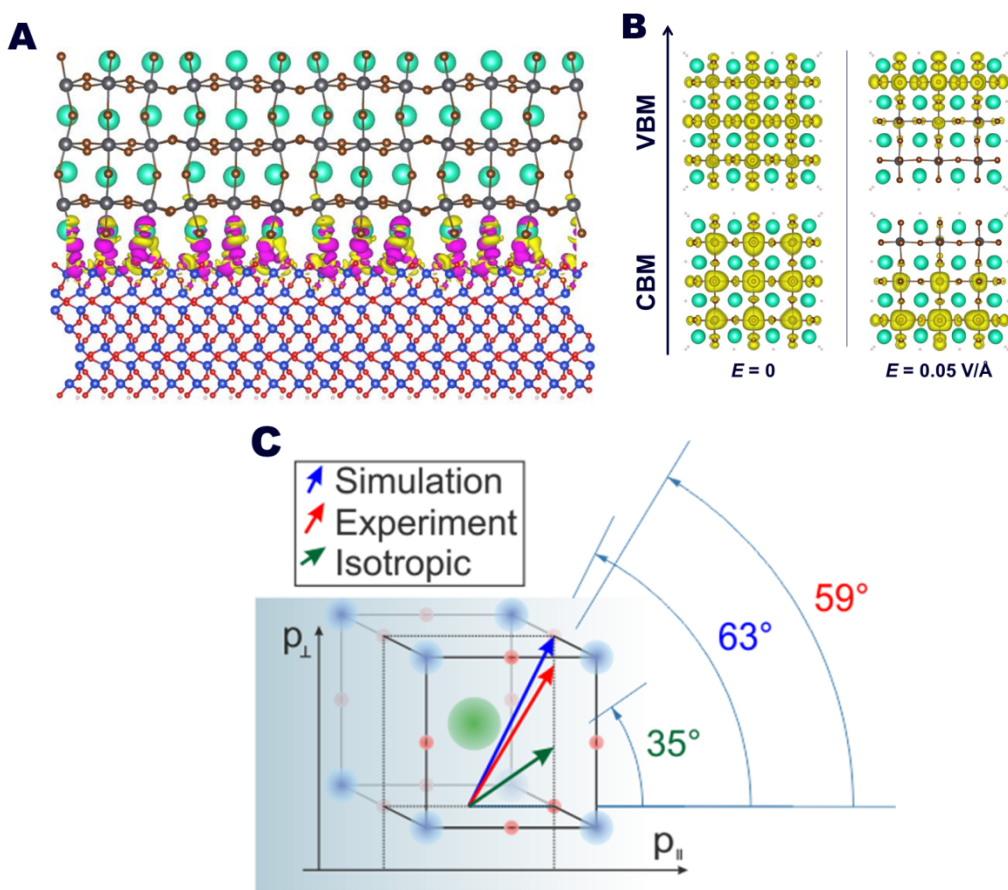 A
B
VBM
CBM
E = 0
E = 0.05 V/Å
C
Simulation
Experiment
Isotropic
59°
63°
35°
p⊥
p॥